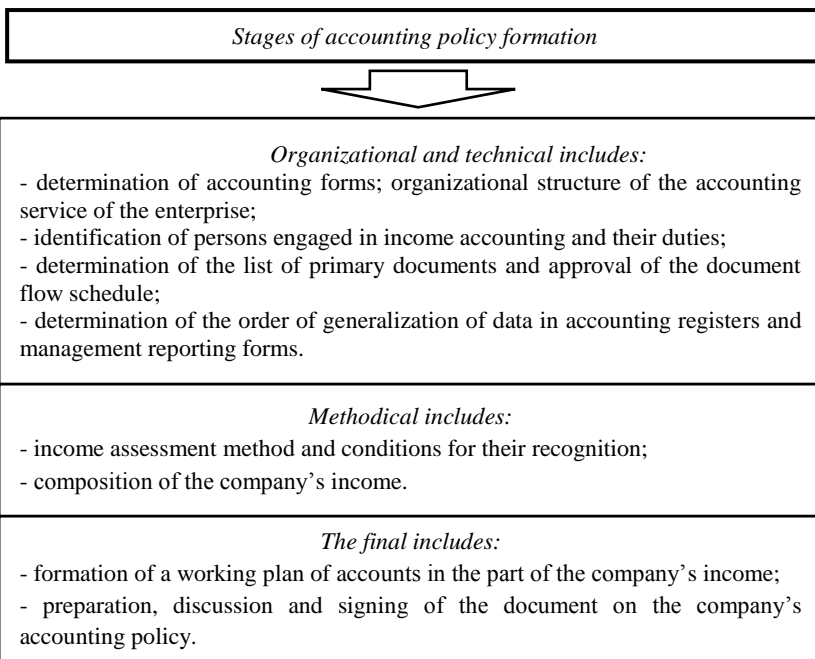 Stages of accounting policy formation
Organizational and technical includes:
- determination of accounting forms; organizational structure of the accounting
service of the enterprise;
- identification of persons engaged in income accounting and their duties;
- determination of the list of primary documents and approval of the document
flow schedule;
- determination of the order of generalization of data in accounting registers and
management reporting forms.
Methodical includes:
- income assessment method and conditions for their recognition;
- composition of the company’s income.
The final includes:
- formation of a working plan of accounts in the part of the company’s income;
- preparation, discussion and signing of the document on the company’s
accounting policy.